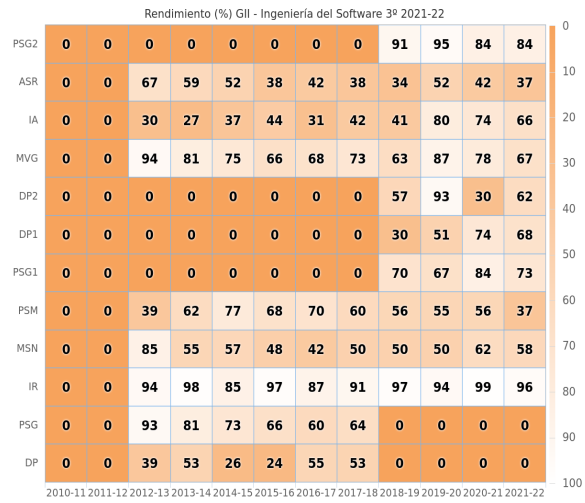 Rendimiento (%) GII - Ingeniería del Software 3º 2021-22
PSG2 0 0 0 0 0 0 0 0 91 95 84 84
ASR 0 0 67 59 52 38 42 38 34 52 42 37
IA 0 0 30 27 37 44 31 42 41 80 74 66
MVG 0 0 94 81 75 66 68 73 63 87 78 67
DP2 0 0 0 0 0 0 0 0 57 93 30 62
DP1 0 0 0 0 0 0 0 0 30 51 74 68
PSG1 0 0 0 0 0 0 0 0 70 67 84 73
PSM 0 0 39 62 77 68 70 60 56 55 56 37
MSN 0 0 85 55 57 48 42 50 50 50 62 58
IR 0 0 94 98 85 97 87 91 97 94 99 96
PSG 0 0 93 81 73 66 60 64 0 0 0 0
DP 0 0 39 53 26 24 55 53 0 0 0 0
2010-11 2011-12 2012-13 2013-14 2014-15 2015-16 2016-17 2017-18 2018-19 2019-20 2020-21 2021-22
0
10
20
30
40
50
60
70
80
90
100